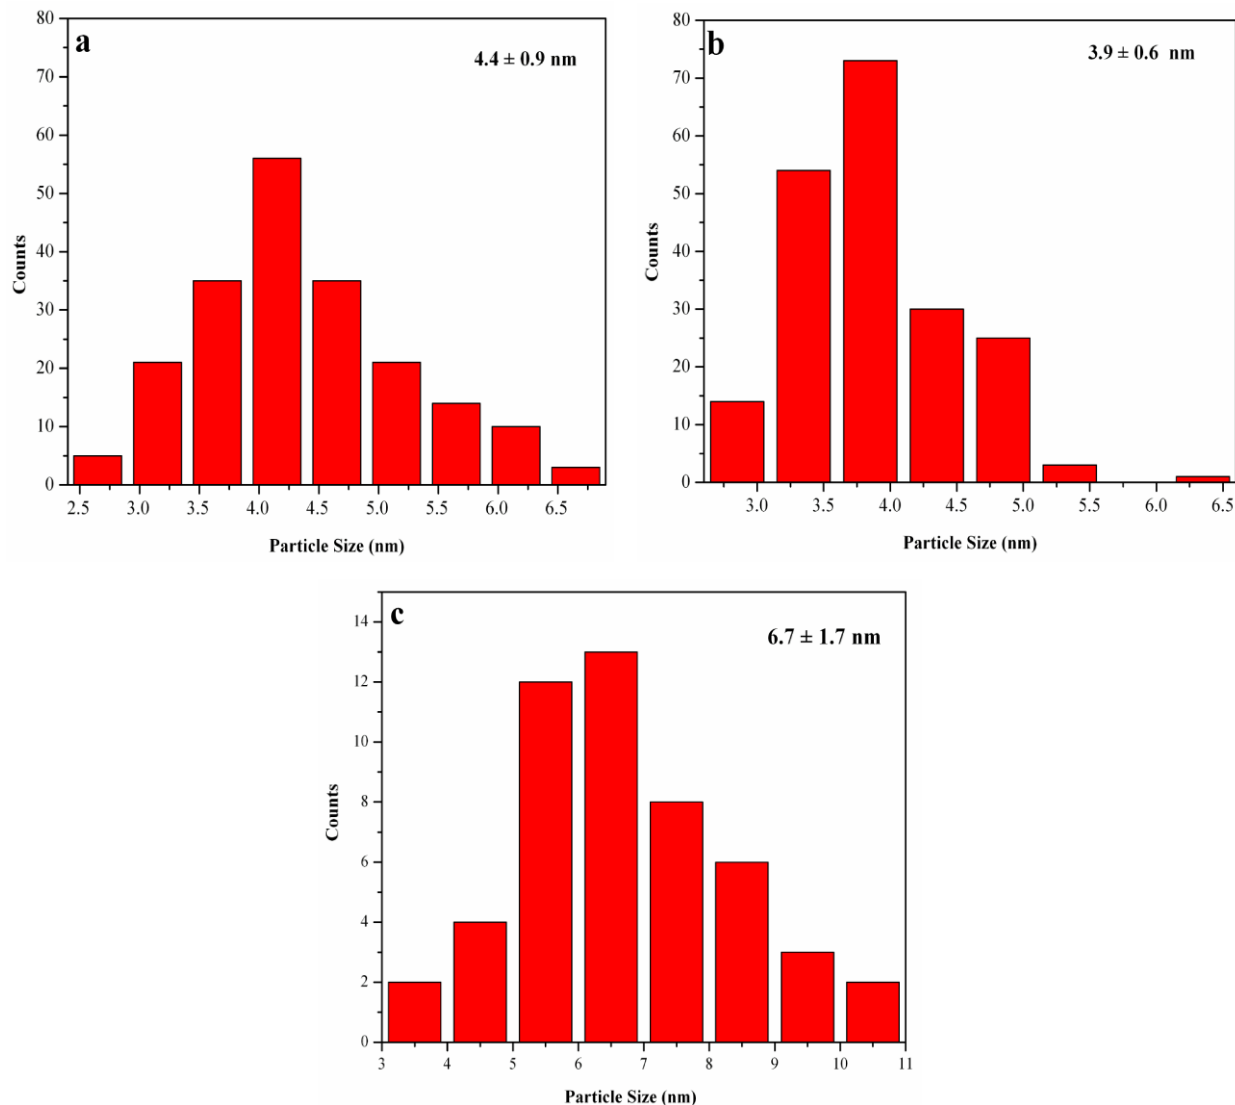 a
4.4 ± 0.9 nm
80
70
60
50
40
30
20
10
0
Counts
2.5 3.0 3.5 4.0 4.5 5.0 5.5 6.0 6.5
Particle Size (nm)
b
3.9 ± 0.6 nm
80
70
60
50
40
30
20
10
0
Counts
3.0 3.5 4.0 4.5 5.0 5.5 6.0 6.5
Particle Size (nm)
c
6.7 ± 1.7 nm
14
12
10
8
6
4
2
0
Counts
3 4 5 6 7 8 9 10 11
Particle Size (nm)